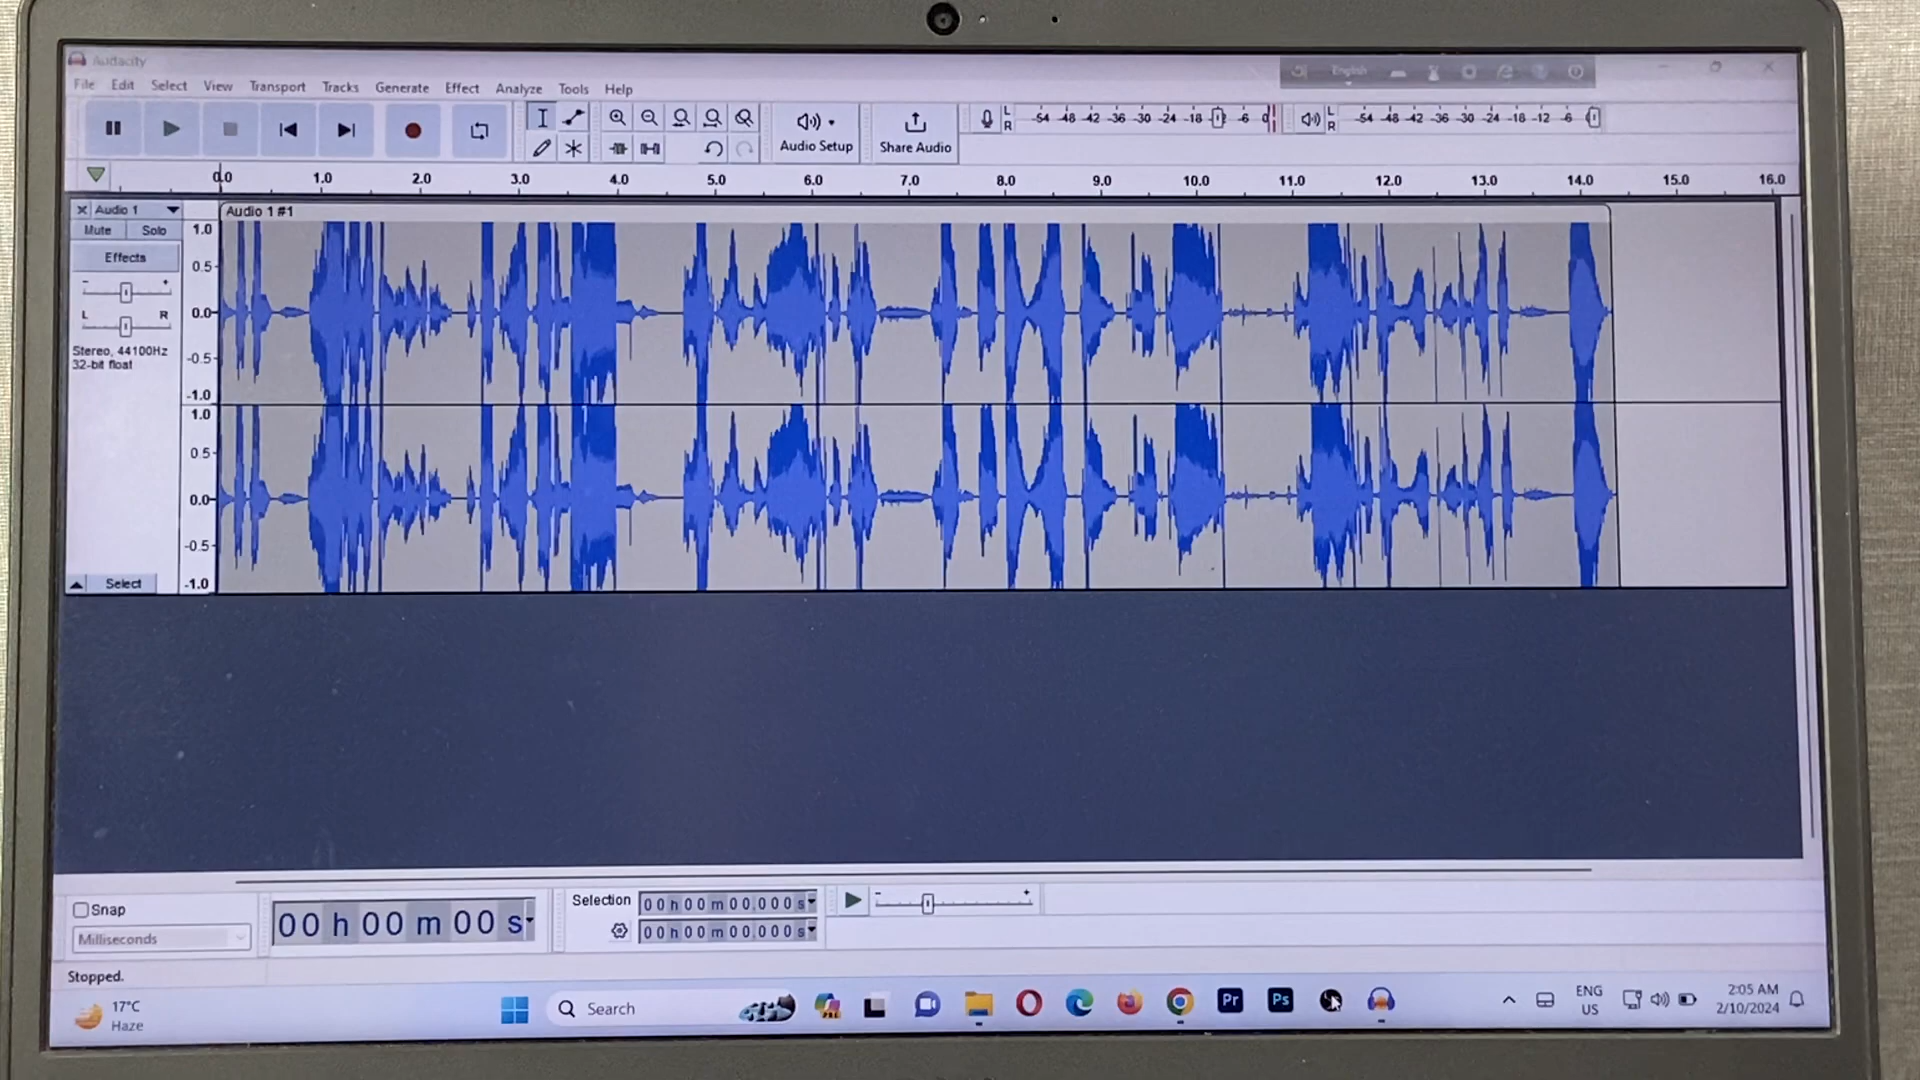 Audacity
English
File Edit Select View Transport Tracks Generate Effect Analyze Tools Help
Audio Setup
Share Audio
L
R
-54 -48 -42 -36 -30 -24 -18 -6 0
L
R
-54 -48 -42 -36 -30 -24 -18 -12 -6
0.0 1.0 2.0 3.0 4.0 5.0 6.0 7.0 8.0 9.0 10.0 11.0 12.0 13.0 14.0 15.0 16.0
Audio 1
Audio 1 #1
Mute Solo
Effects
- +
L R
Stereo, 44100Hz
32-bit float
Select
1.0
0.5
0.0
-0.5
-1.0
1.0
0.5
0.0
-0.5
-1.0
Snap
Milliseconds
00 h 00 m 00 s
Selection
00 h 00 m 00.000 s
00 h 00 m 00.000 s
- +
Stopped.
17°C
Haze
Search
PRE
Pr
Ps
ENG
US
2:05 AM
2/10/2024